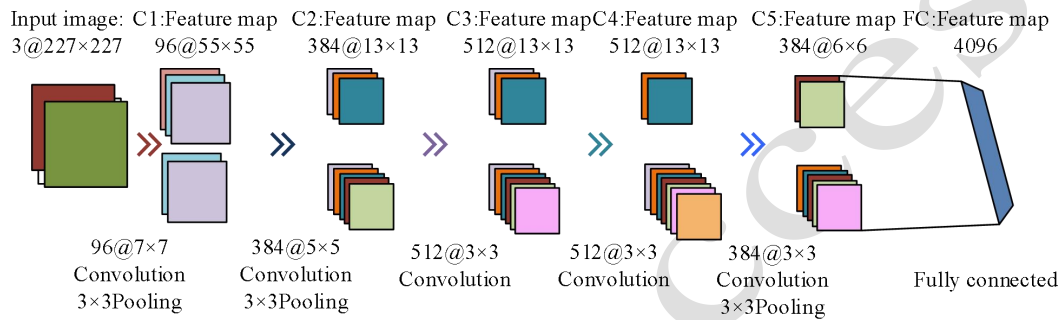 Input image: C1:Feature map C2:Feature map C3:Feature map C4:Feature map C5:Feature map FC:Feature map
3@227×227 96@55×55 384@13×13 512@13×13 512@13×13 384@6×6 4096
96@7×7 384@5×5 512@3×3 512@3×3 384@3×3
Convolution Convolution Convolution Convolution Convolution Fully connected
3×3Pooling 3×3Pooling 3×3Pooling